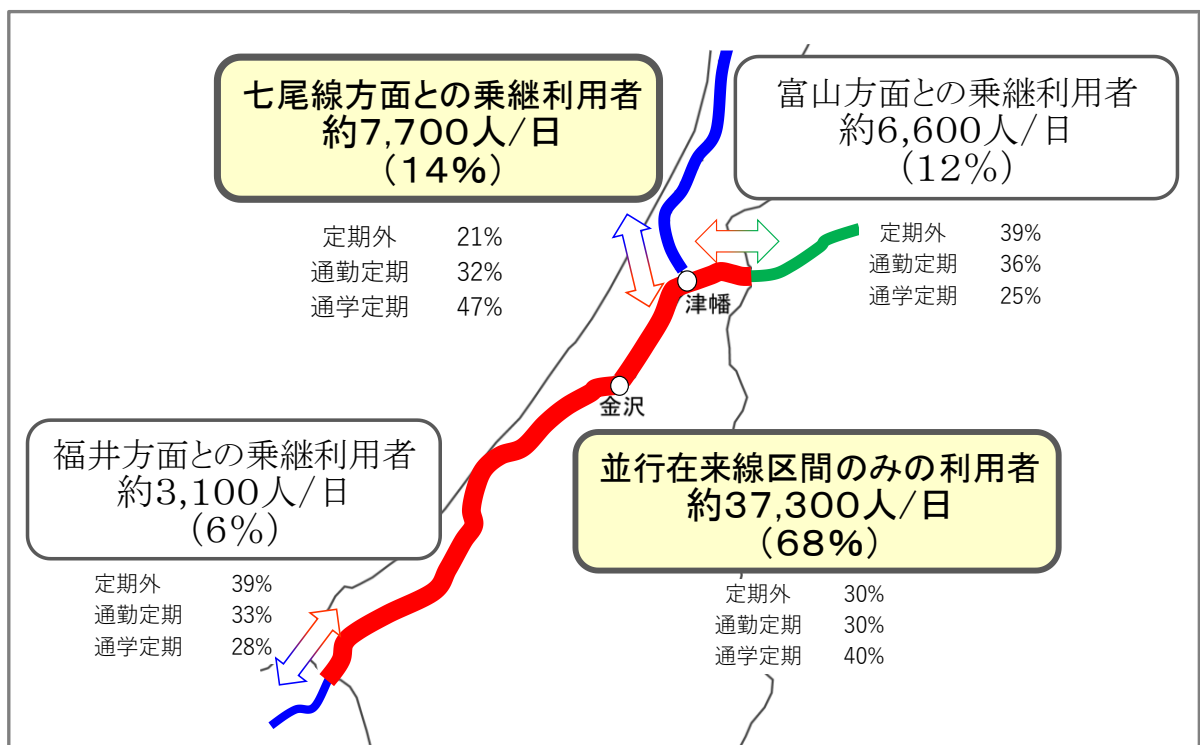 七尾線方面との乗継利用者
約7,700人/日
（14%）
定期外 21%
通勤定期 32%
通学定期 47%
富山方面との乗継利用者
約6,600人/日
(12%)
定期外 39%
通勤定期 36%
通学定期 25%
津幡
金沢
福井方面との乗継利用者
約3,100人/日
(6%)
定期外 39%
通勤定期 33%
通学定期 28%
並行在来線区間のみの利用者
約37,300人/日
（68%）
定期外 30%
通勤定期 30%
通学定期 40%